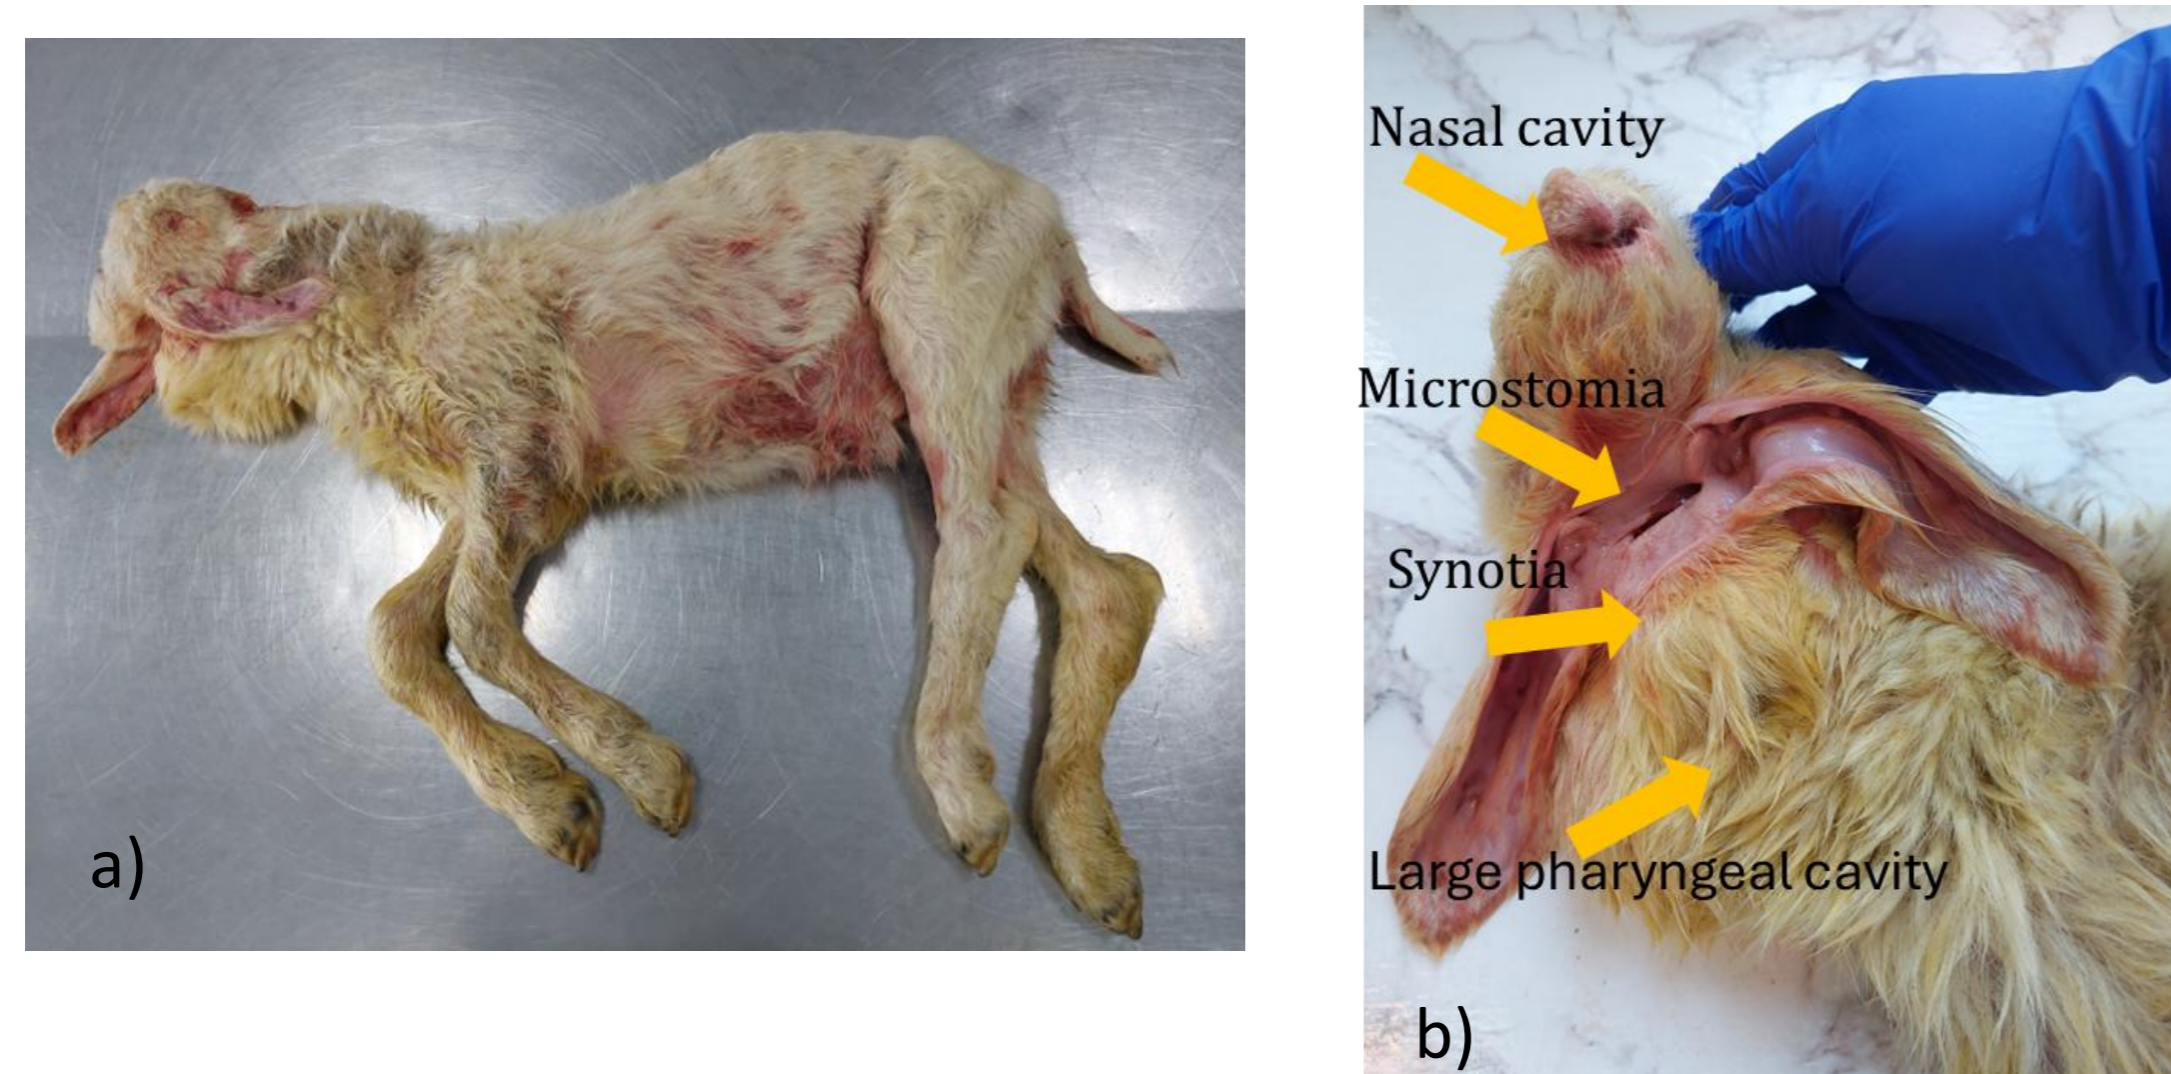 a)
Nasal cavity
Microstomia
Synotia
Large pharyngeal cavity
b)